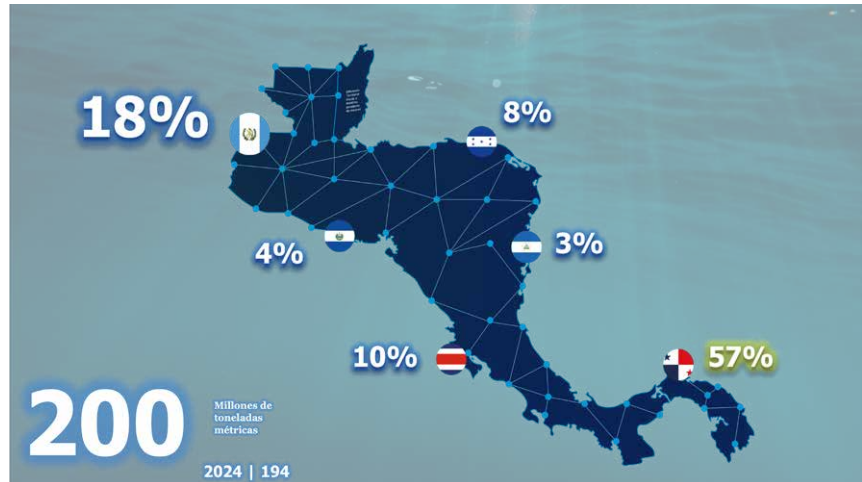 18%
8%
4%
3%
10%
57%
200
Millones de
toneladas
métricas
2024 | 194